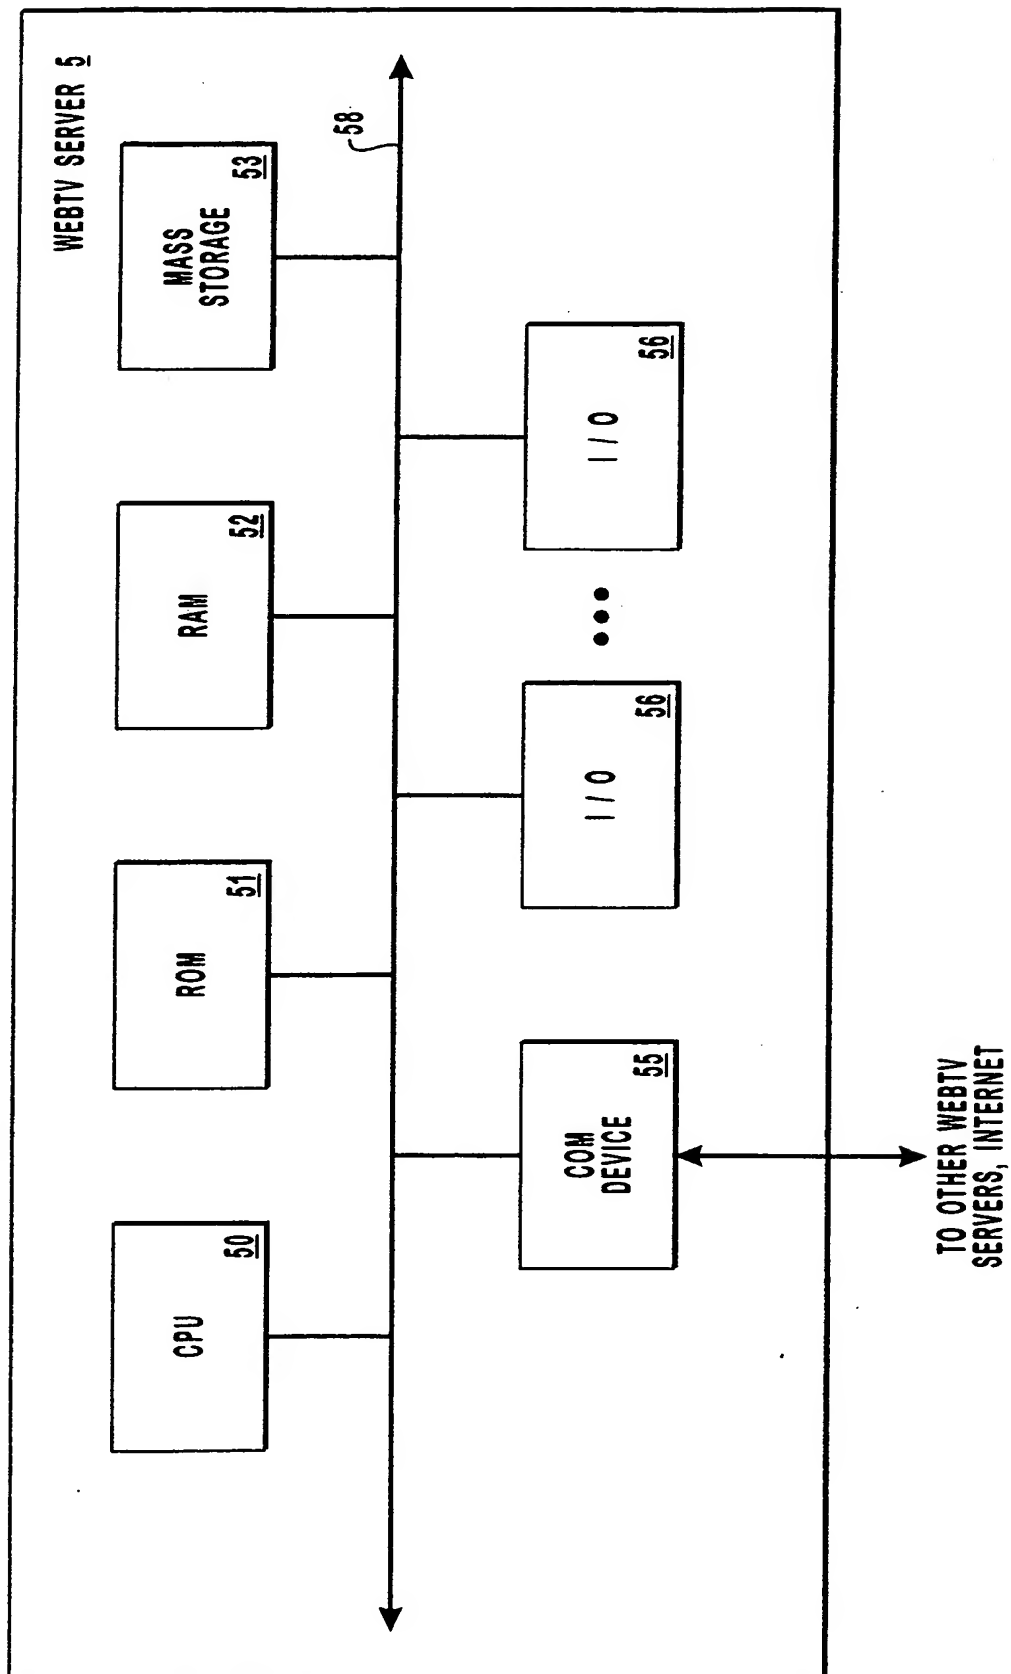 WEBTV SERVER 5
CPU
50
ROM
51
RAM
52
MASS
STORAGE
53
58
COM
DEVICE
55
I / O
56
I / O
56
TO OTHER WEBTV
SERVERS, INTERNET